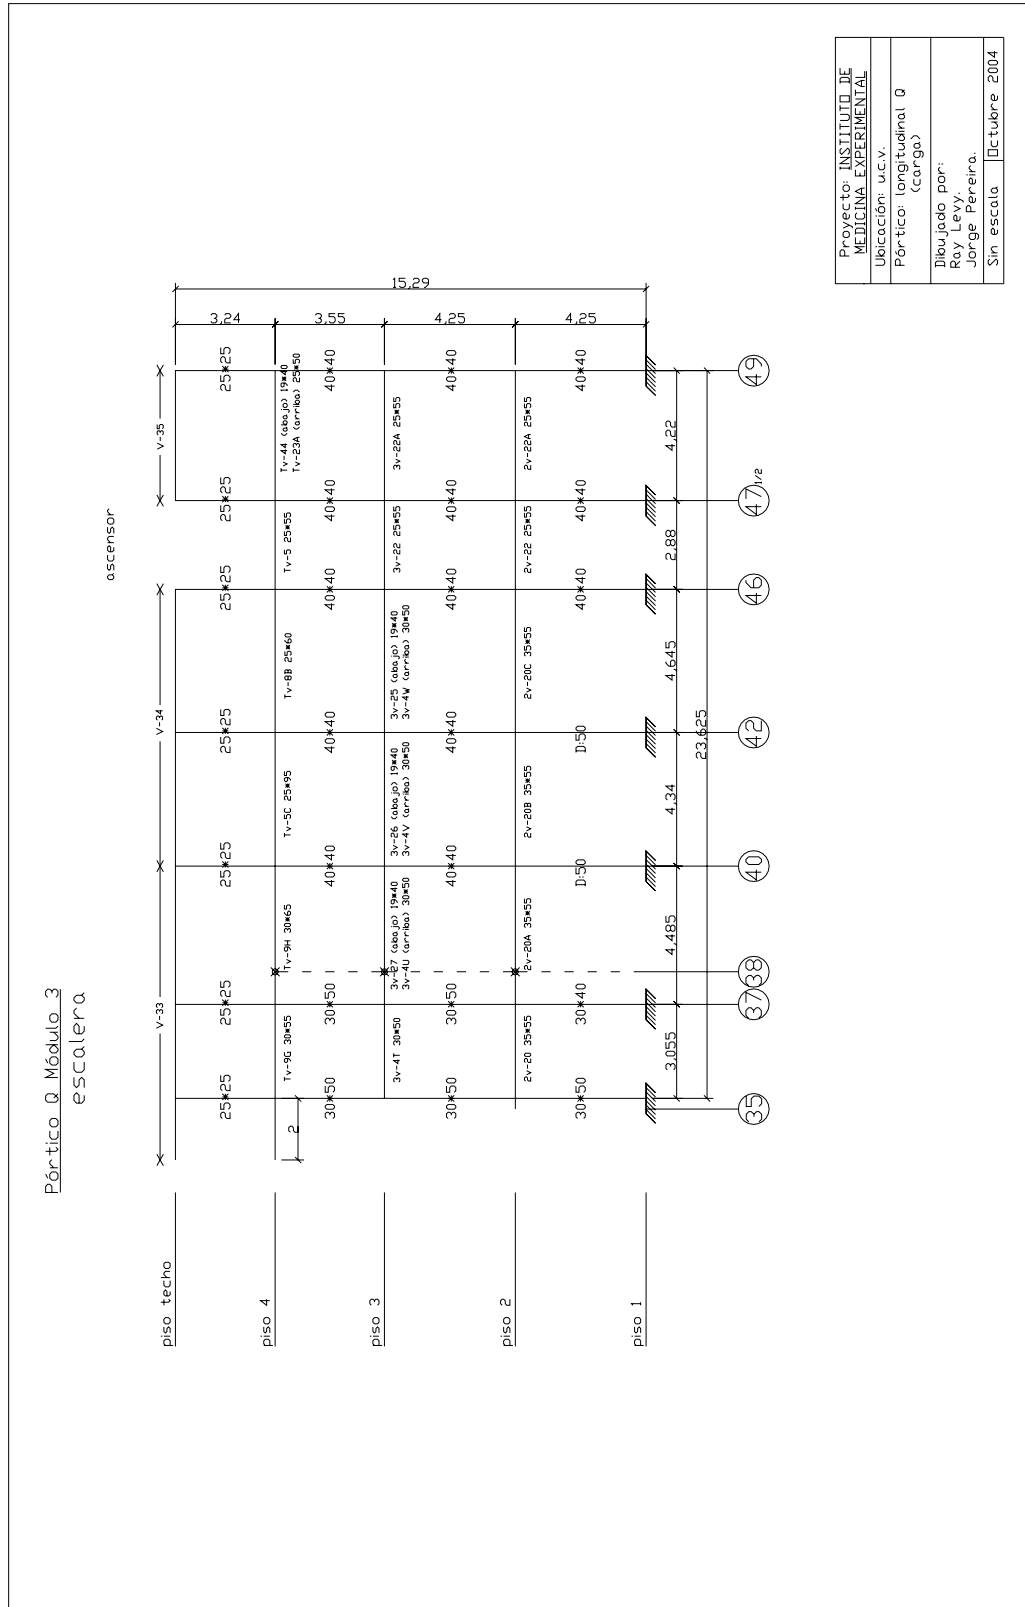 Pórtico Q Módulo 3
escalera
ascensor
V-33
V-34
V-35
piso techo
25*25
25*25
25*25
25*25
25*25
25*25
25*25
3,24
15,29
piso 4
2
Tv-9G 30*55
Tv-9H 30*65
Tv-5C 25*95
Tv-8B 25*60
Tv-5 25*55
Tv-44 (abajo) 19*40
Tv-23A (arriba) 25*50
30*50
30*50
40*40
40*40
40*40
40*40
40*40
3,55
piso 3
3v-4T 30*50
3v-27 (abajo) 19*40
3v-4U (arriba) 30*50
3v-26 (abajo) 19*40
3v-4V (arriba) 30*50
3v-25 (abajo) 19*40
3v-4W (arriba) 30*50
3v-22 25*55
3v-22A 25*55
30*50
30*50
40*40
40*40
40*40
40*40
40*40
4,25
piso 2
2v-20 35*55
2v-20A 35*55
2v-20B 35*55
2v-20C 35*55
2v-22 25*55
2v-22A 25*55
30*50
30*40
D:50
D:50
40*40
40*40
40*40
4,25
piso 1
3,055
4,485
4,34
4,645
2,88
4,22
23,625
35
37
38
40
42
46
47 1/2
49
Proyecto: INSTITUTO DE
MEDICINA EXPERIMENTAL
Ubicación: u.c.v.
Pórtico: longitudinal Q
(carga)
Dibujado por:
Ray Levy.
Jorge Pereira.
Sin escala
Octubre 2004